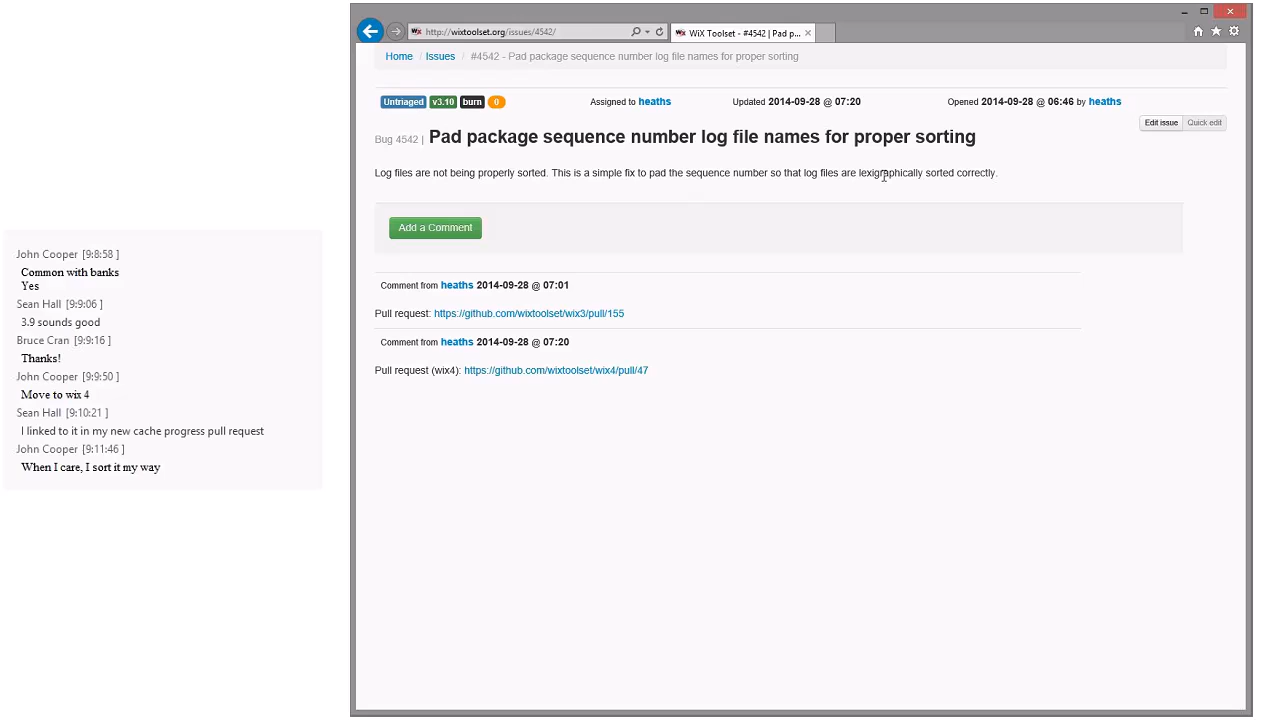 John Cooper [9:8:58 ]
Common with banks
Yes
Sean Hall [9:9:06 ]
3.9 sounds good
Bruce Cran [9:9:16 ]
Thanks!
John Cooper [9:9:50 ]
Move to wix 4
Sean Hall [9:10:21 ]
I linked to it in my new cache progress pull request
John Cooper [9:11:46 ]
When I care, I sort it my way
http://wixtoolset.org/issues/4542/
WiX Toolset - #4542 | Pad p...
Home / Issues / #4542 - Pad package sequence number log file names for proper sorting
Untriaged v3.10 burn 0 Assigned to heaths Updated 2014-09-28 @ 07:20 Opened 2014-09-28 @ 06:46 by heaths
Edit issue Quick edit
Bug 4542 | Pad package sequence number log file names for proper sorting
Log files are not being properly sorted. This is a simple fix to pad the sequence number so that log files are lexigraphically sorted correctly.
Add a Comment
Comment from heaths 2014-09-28 @ 07:01
Pull request: https://github.com/wixtoolset/wix3/pull/155
Comment from heaths 2014-09-28 @ 07:20
Pull request (wix4): https://github.com/wixtoolset/wix4/pull/47